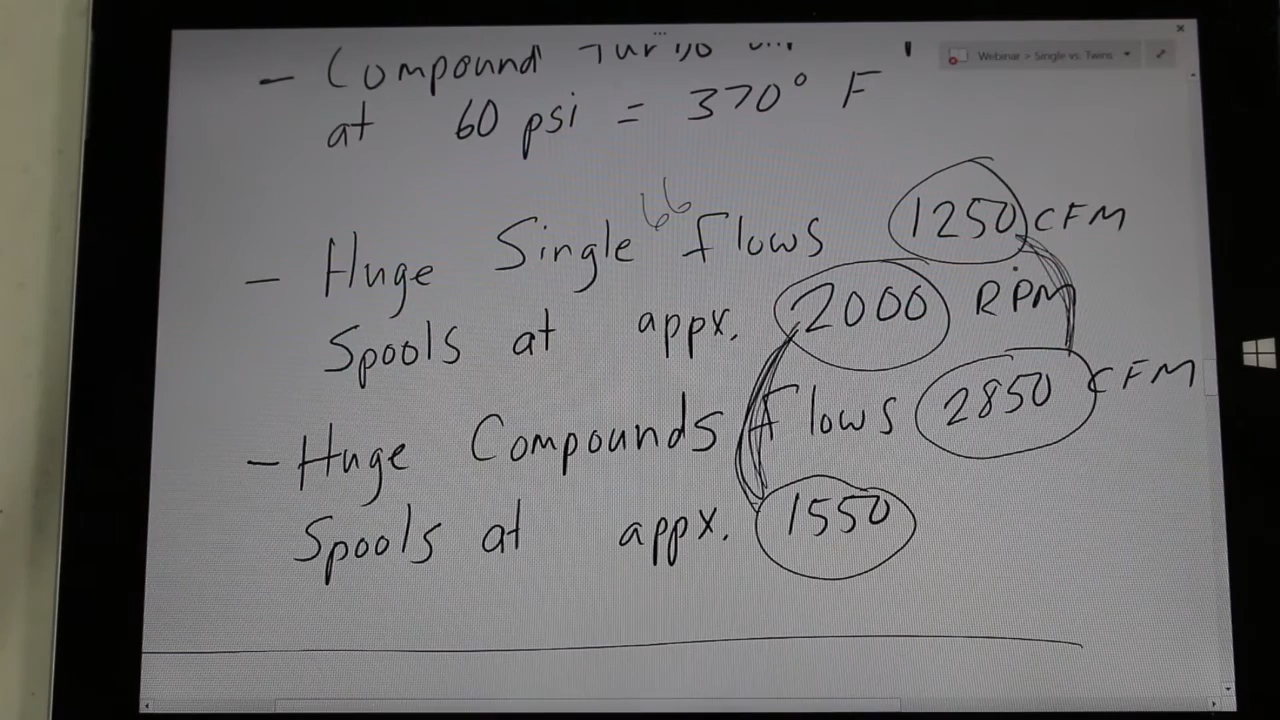 Webinar > Single vs. Twins
- Compound Turbo
at 60 psi = 370° F
- Huge Single 66 Flows 1250 CFM
Spools at appx. 2000 RPM
- Huge Compounds Flows 2850 CFM
Spools at appx. 1550